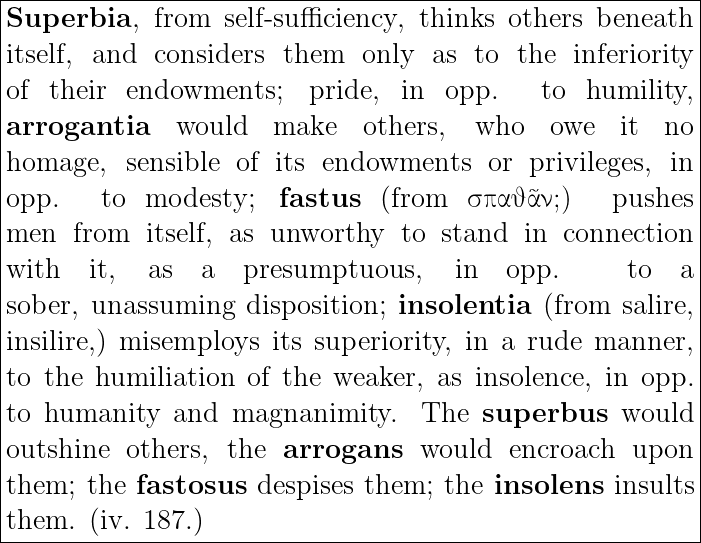 Superbia, from self-sufficiency, thinks others beneath
itself, and considers them only as to the inferiority
of their endowments; pride, in opp. to humility,
arrogantia would make others, who owe it no
homage, sensible of its endowments or privileges, in
opp. to modesty; fastus (from σπαθᾶν;) pushes
men from itself, as unworthy to stand in connection
with it, as a presumptuous, in opp. to a
sober, unassuming disposition; insolentia (from salire,
insilire,) misemploys its superiority, in a rude manner,
to the humiliation of the weaker, as insolence, in opp.
to humanity and magnanimity. The superbus would
outshine others, the arrogans would encroach upon
them; the fastosus despises them; the insolens insults
them. (iv. 187.)